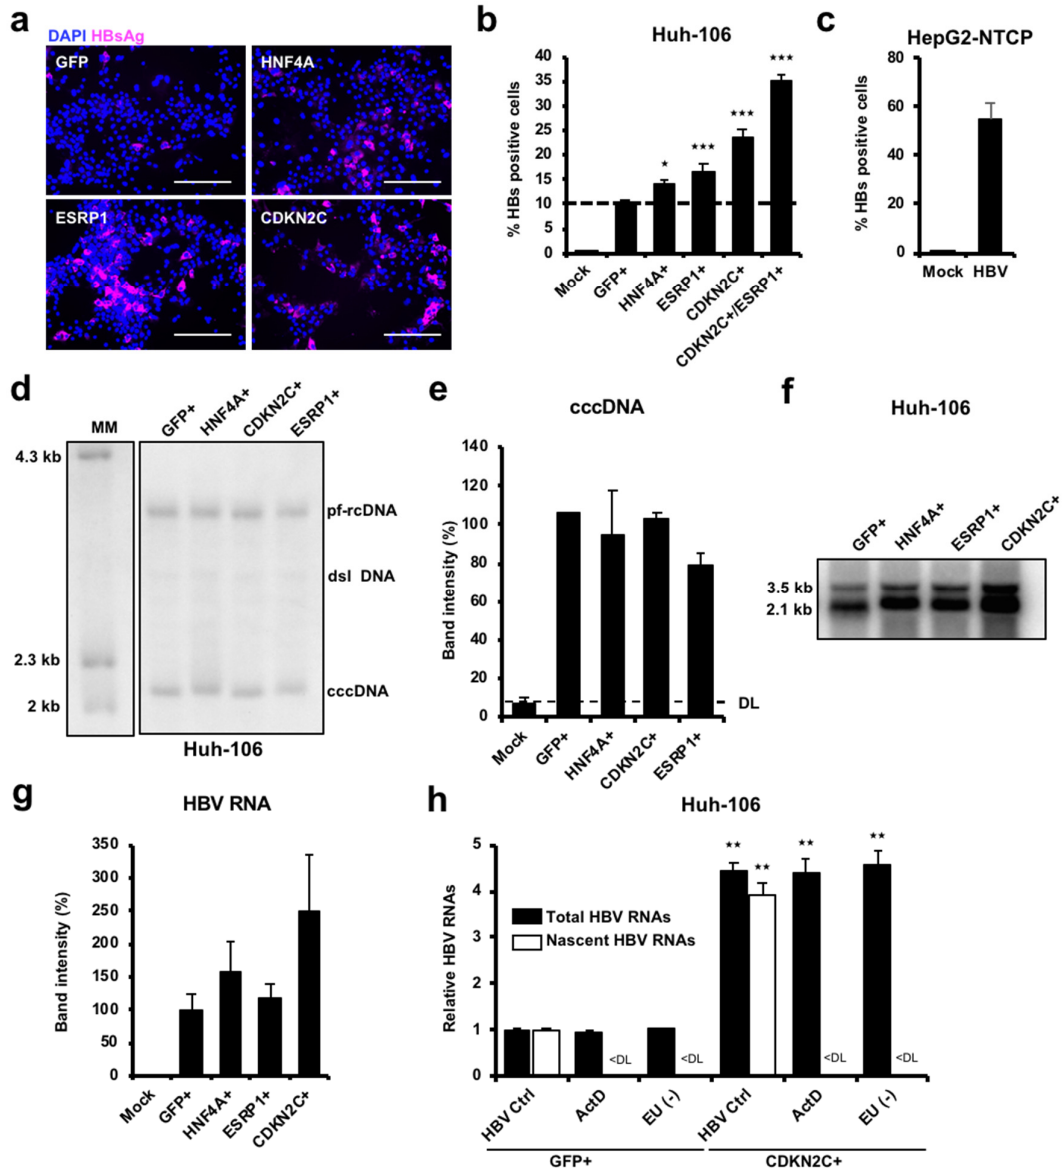 a
DAPI HBsAg
GFP
HNF4A
ESRP1
CDKN2C
b
Huh-106
% HBs positive cells
40
35
30
25
20
15
10
5
0
★
★★★
★★★
★★★
Mock
GFP+
HNF4A+
ESRP1+
CDKN2C+
CDKN2C+/ESRP1+
c
HepG2-NTCP
% HBs positive cells
80
60
40
20
0
Mock HBV
d
MM
GFP+
HNF4A+
CDKN2C+
ESRP1+
4.3 kb
2.3 kb
2 kb
pf-rcDNA
dsl DNA
cccDNA
Huh-106
e
cccDNA
Band intensity (%)
140
120
100
80
60
40
20
0
DL
Mock
GFP+
HNF4A+
CDKN2C+
ESRP1+
f
Huh-106
GFP+
HNF4A+
ESRP1+
CDKN2C+
3.5 kb
2.1 kb
g
HBV RNA
Band intensity (%)
350
300
250
200
150
100
50
0
Mock
GFP+
HNF4A+
ESRP1+
CDKN2C+
h
Huh-106
Relative HBV RNAs
5
4
3
2
1
0
Total HBV RNAs
Nascent HBV RNAs
★★
★★
★★
★★
<DL
<DL
<DL
<DL
HBV Ctrl
ActD
EU (-)
HBV Ctrl
ActD
EU (-)
GFP+
CDKN2C+